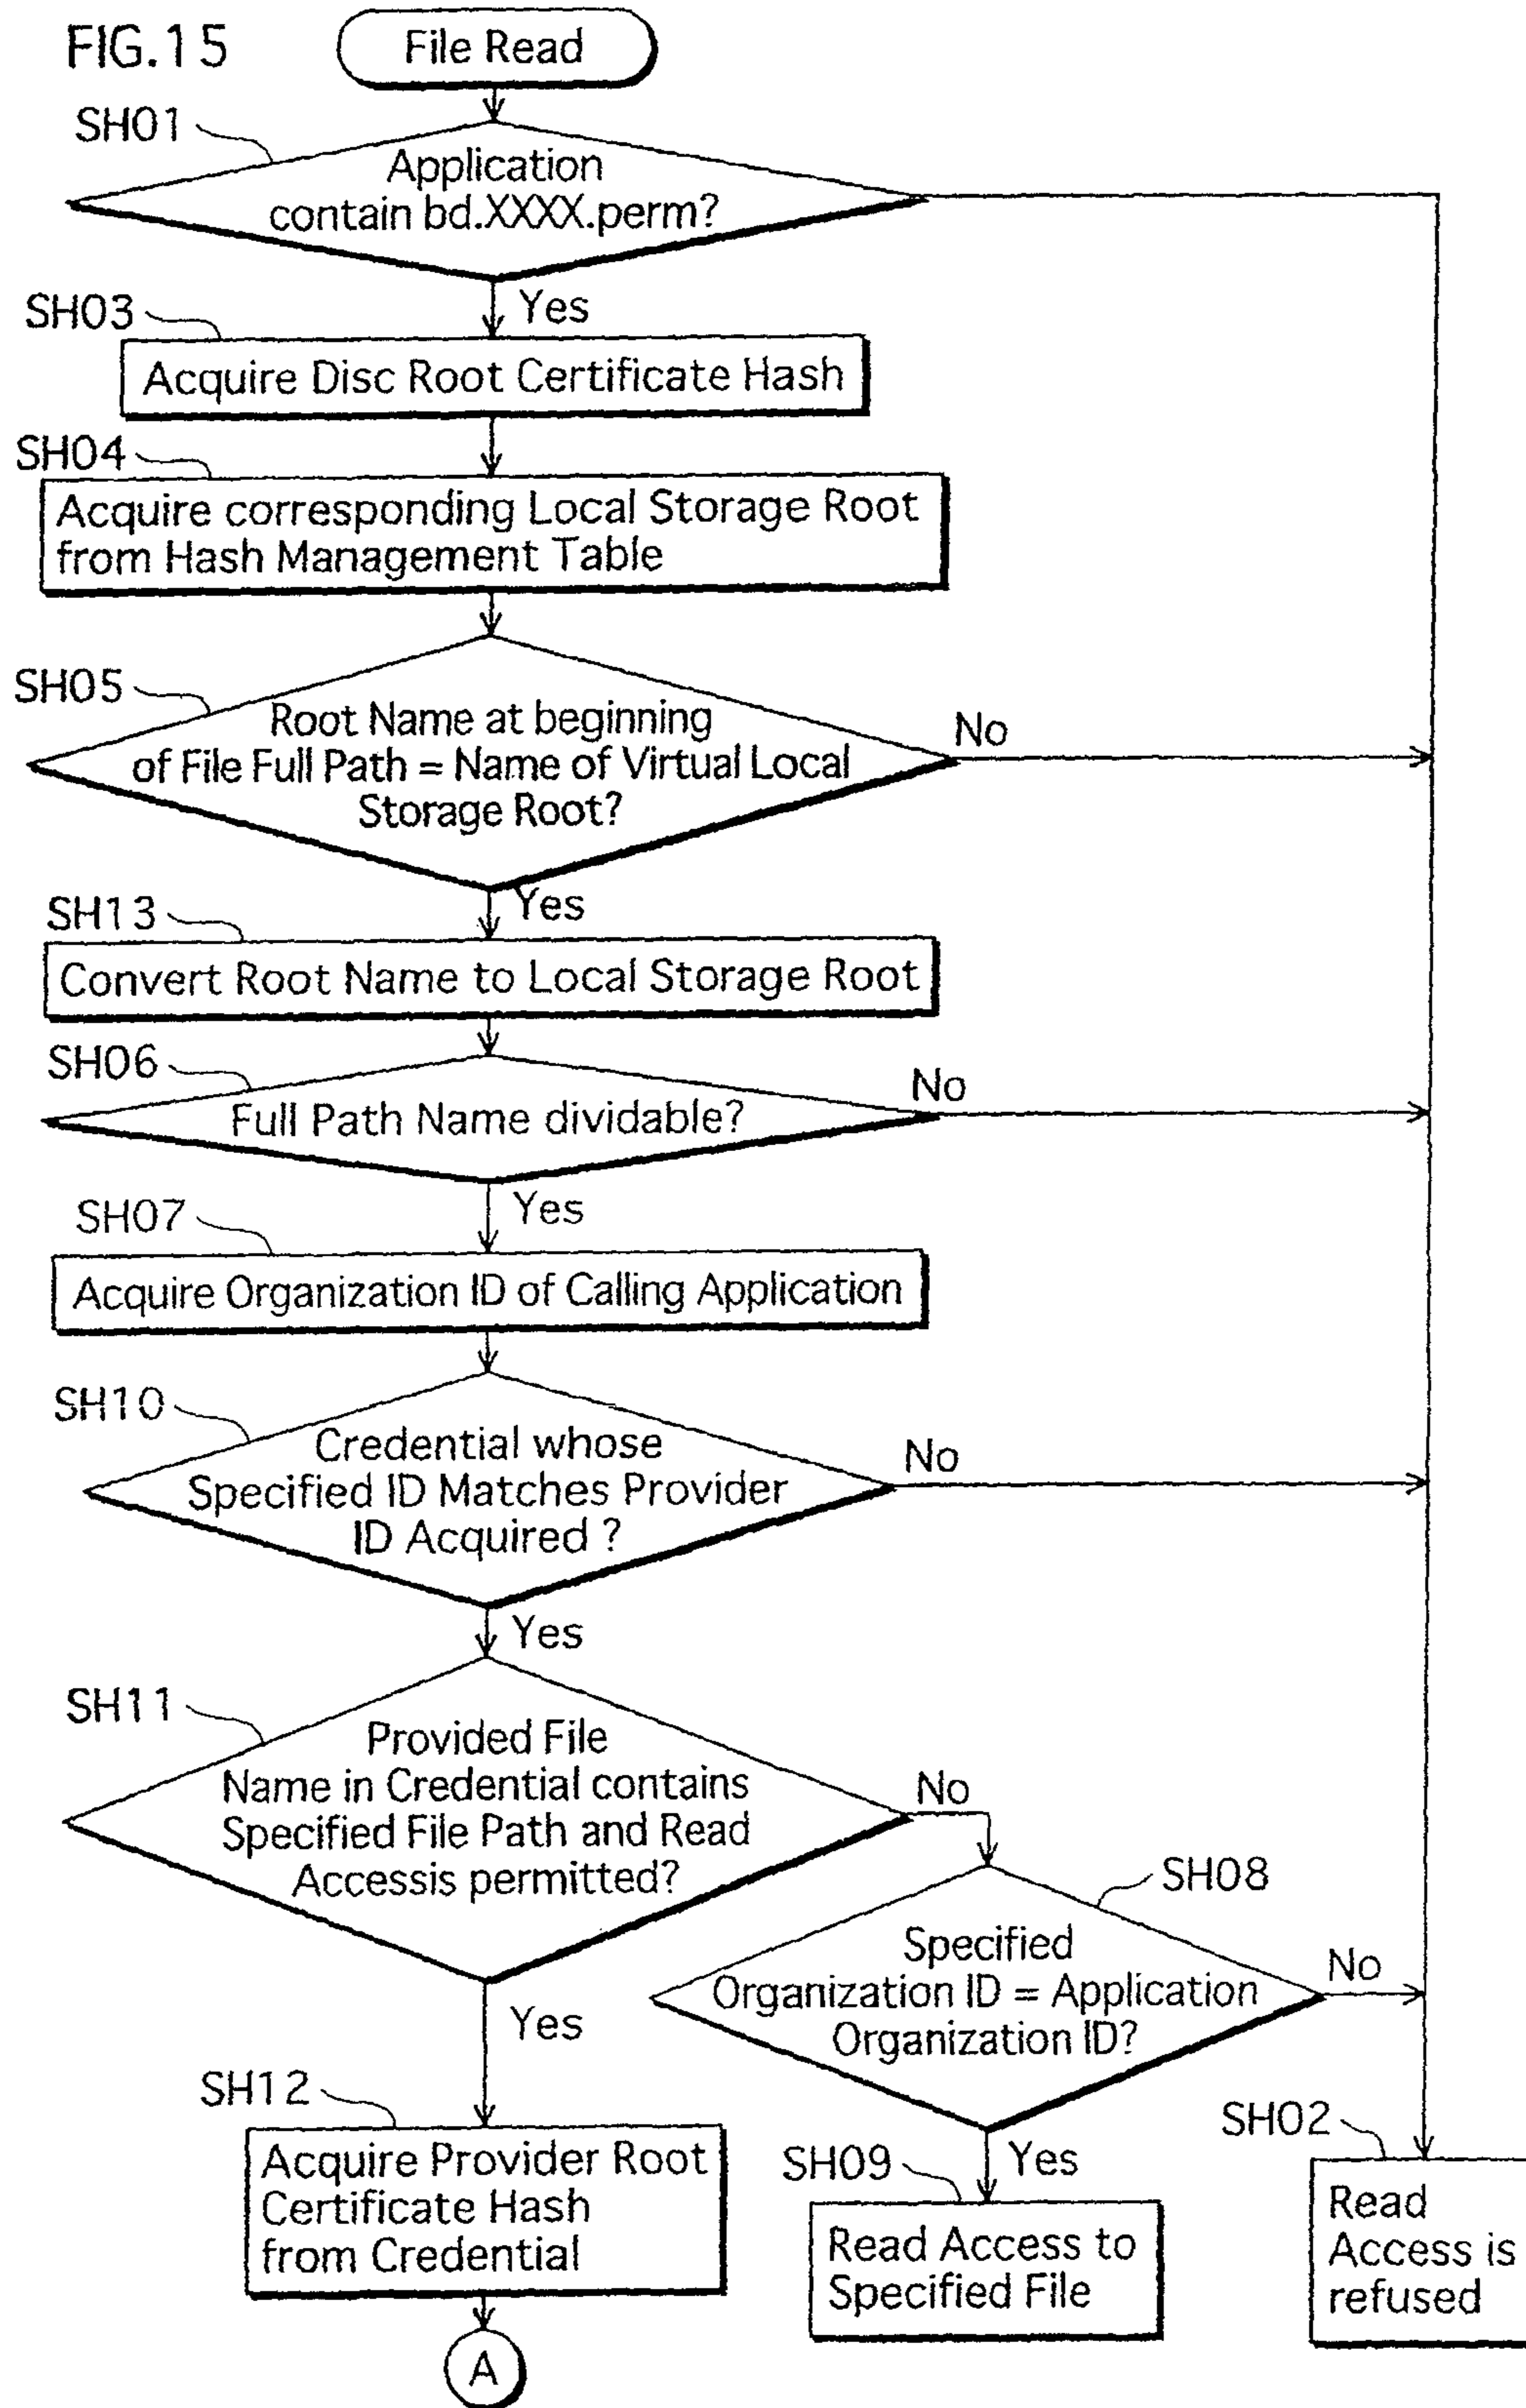 FIG.15
File Read
SH01
Application
contain bd.XXXX.perm?
Yes
SH03
Acquire Disc Root Certificate Hash
SH04
Acquire corresponding Local Storage Root
from Hash Management Table
SH05
Root Name at beginning
of File Full Path = Name of Virtual Local
Storage Root?
No
Yes
SH13
Convert Root Name to Local Storage Root
SH06
Full Path Name dividable?
No
Yes
SH07
Acquire Organization ID of Calling Application
SH10
Credential whose
Specified ID Matches Provider
ID Acquired ?
No
Yes
SH11
Provided File
Name in Credential contains
Specified File Path and Read
Accessis permitted?
No
Yes
SH08
Specified
Organization ID = Application
Organization ID?
No
Yes
SH12
Acquire Provider Root
Certificate Hash
from Credential
SH09
Read Access to
Specified File
SH02
Read
Access is
refused
A